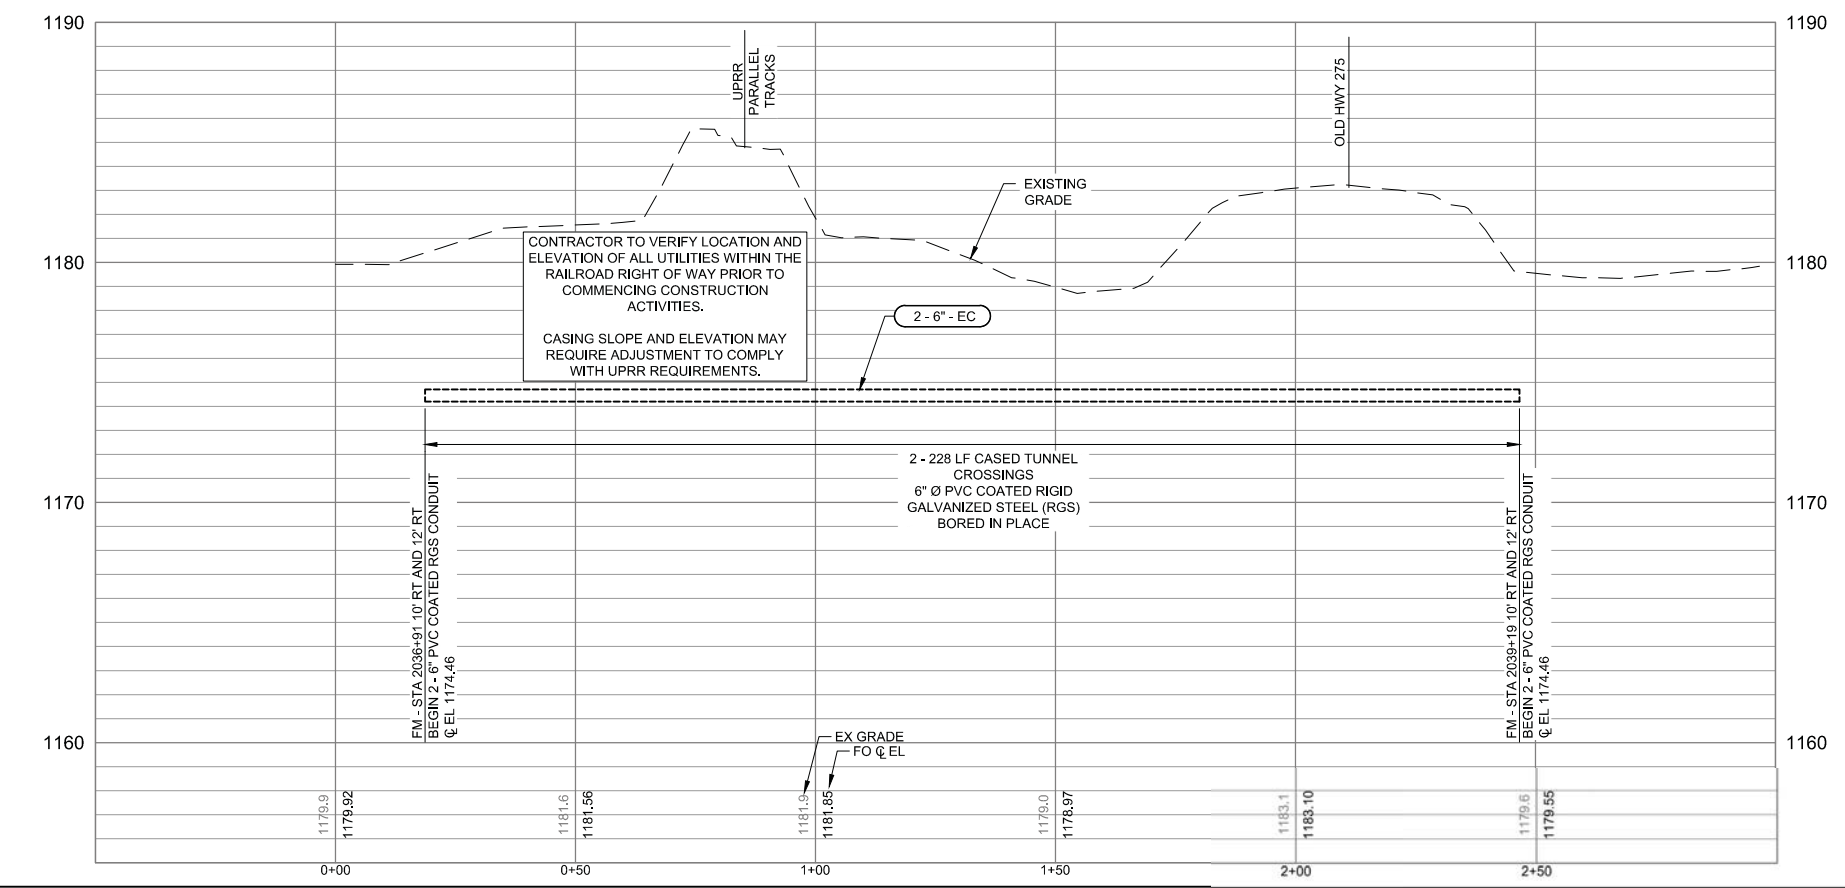 1190
1190
UPRR
PARALLEL
TRACKS
OLD HWY 275
EXISTING
GRADE
1180
1180
CONTRACTOR TO VERIFY LOCATION AND
ELEVATION OF ALL UTILITIES WITHIN THE
RAILROAD RIGHT OF WAY PRIOR TO
COMMENCING CONSTRUCTION
ACTIVITIES.
CASING SLOPE AND ELEVATION MAY
REQUIRE ADJUSTMENT TO COMPLY
WITH UPRR REQUIREMENTS.
2 - 6" - EC
2 - 228 LF CASED TUNNEL
CROSSINGS
6" Ø PVC COATED RIGID
GALVANIZED STEEL (RGS)
BORED IN PLACE
1170
1170
FM - STA 2036+91 10' RT AND 12' RT
BEGIN 2 - 6" PVC COATED RGS CONDUIT
℄ EL 1174.46
FM - STA 2039+19 10' RT AND 12' RT
BEGIN 2 - 6" PVC COATED RGS CONDUIT
℄ EL 1174.46
1160
1160
EX GRADE
FO ℄ EL
1179.9
1179.92
1181.6
1181.56
1181.9
1181.85
1179.0
1178.97
1183.1
1183.10
1179.6
1179.55
0+00
0+50
1+00
1+50
2+00
2+50